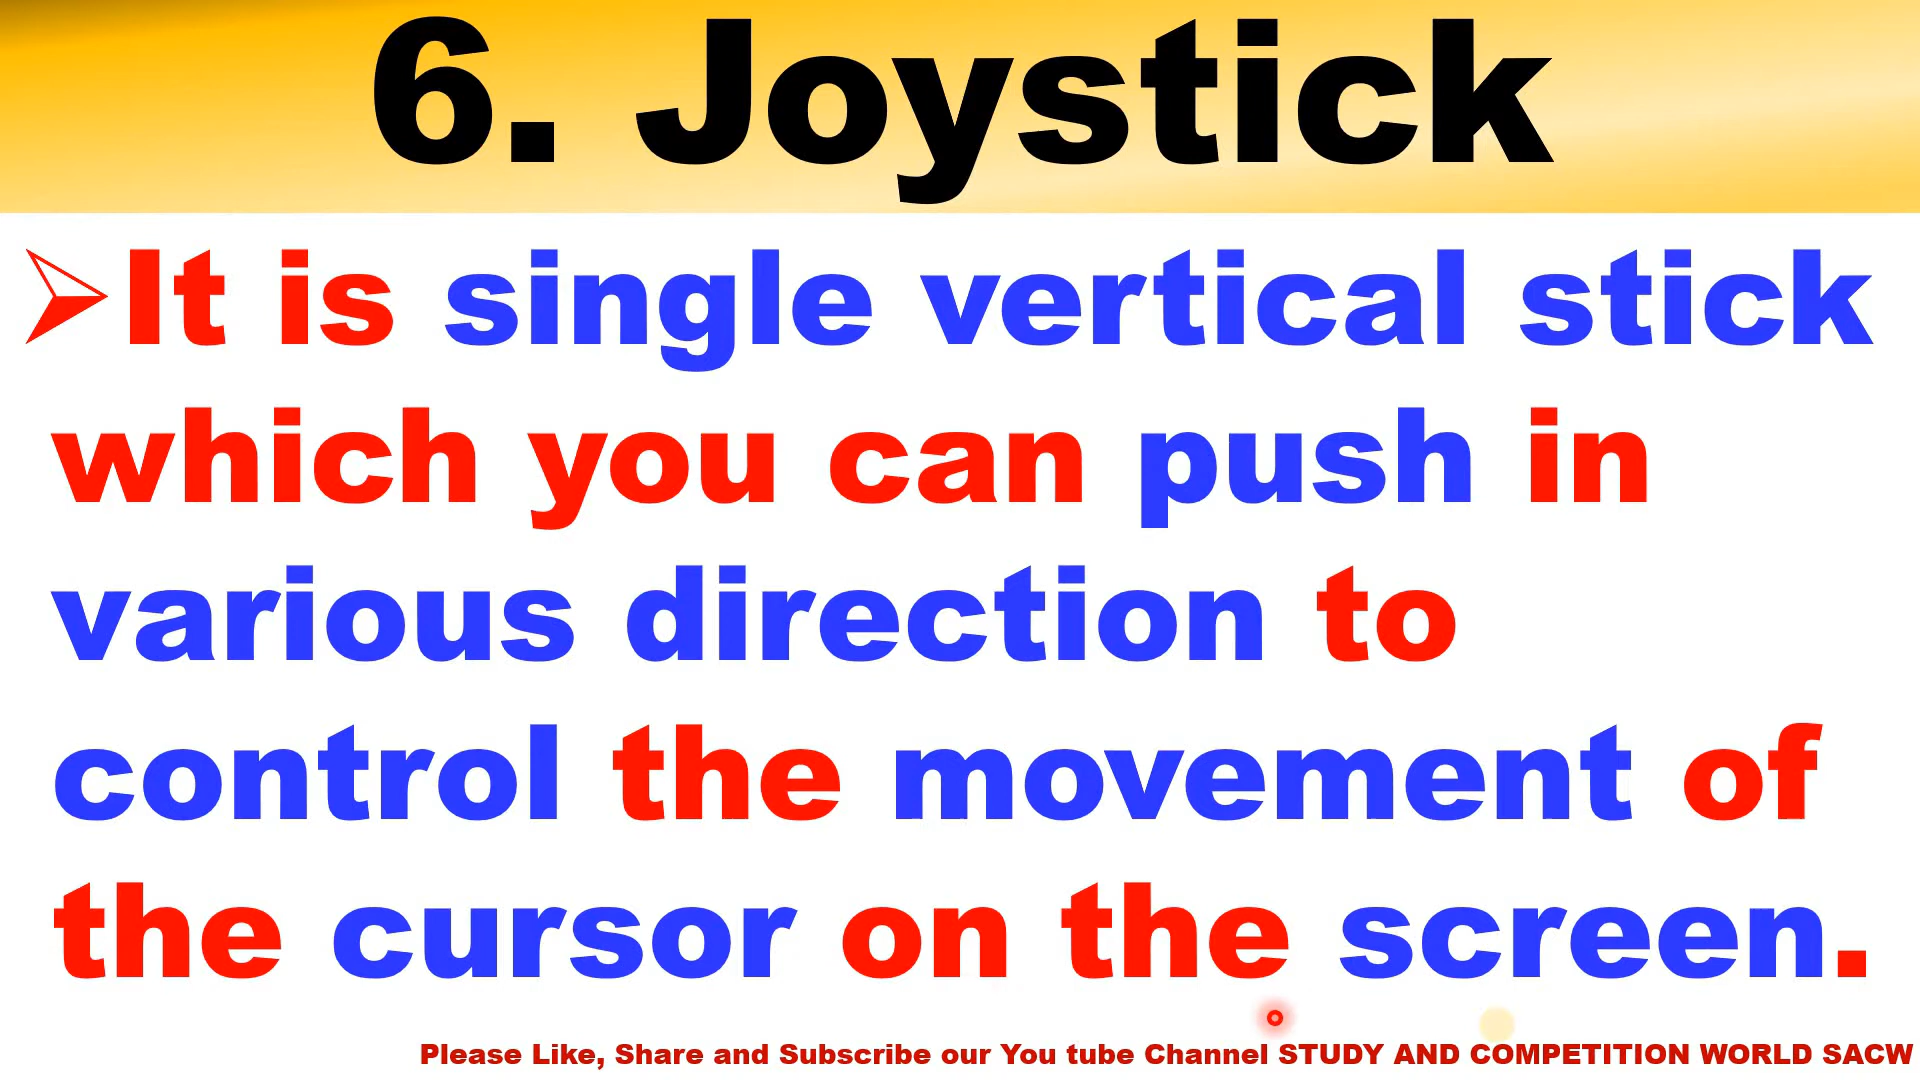 6. Joystick
It is single vertical stick
which you can push in
various direction to
control the movement of
the cursor on the screen.
Please Like, Share and Subscribe our You tube Channel STUDY AND COMPETITION WORLD SACW